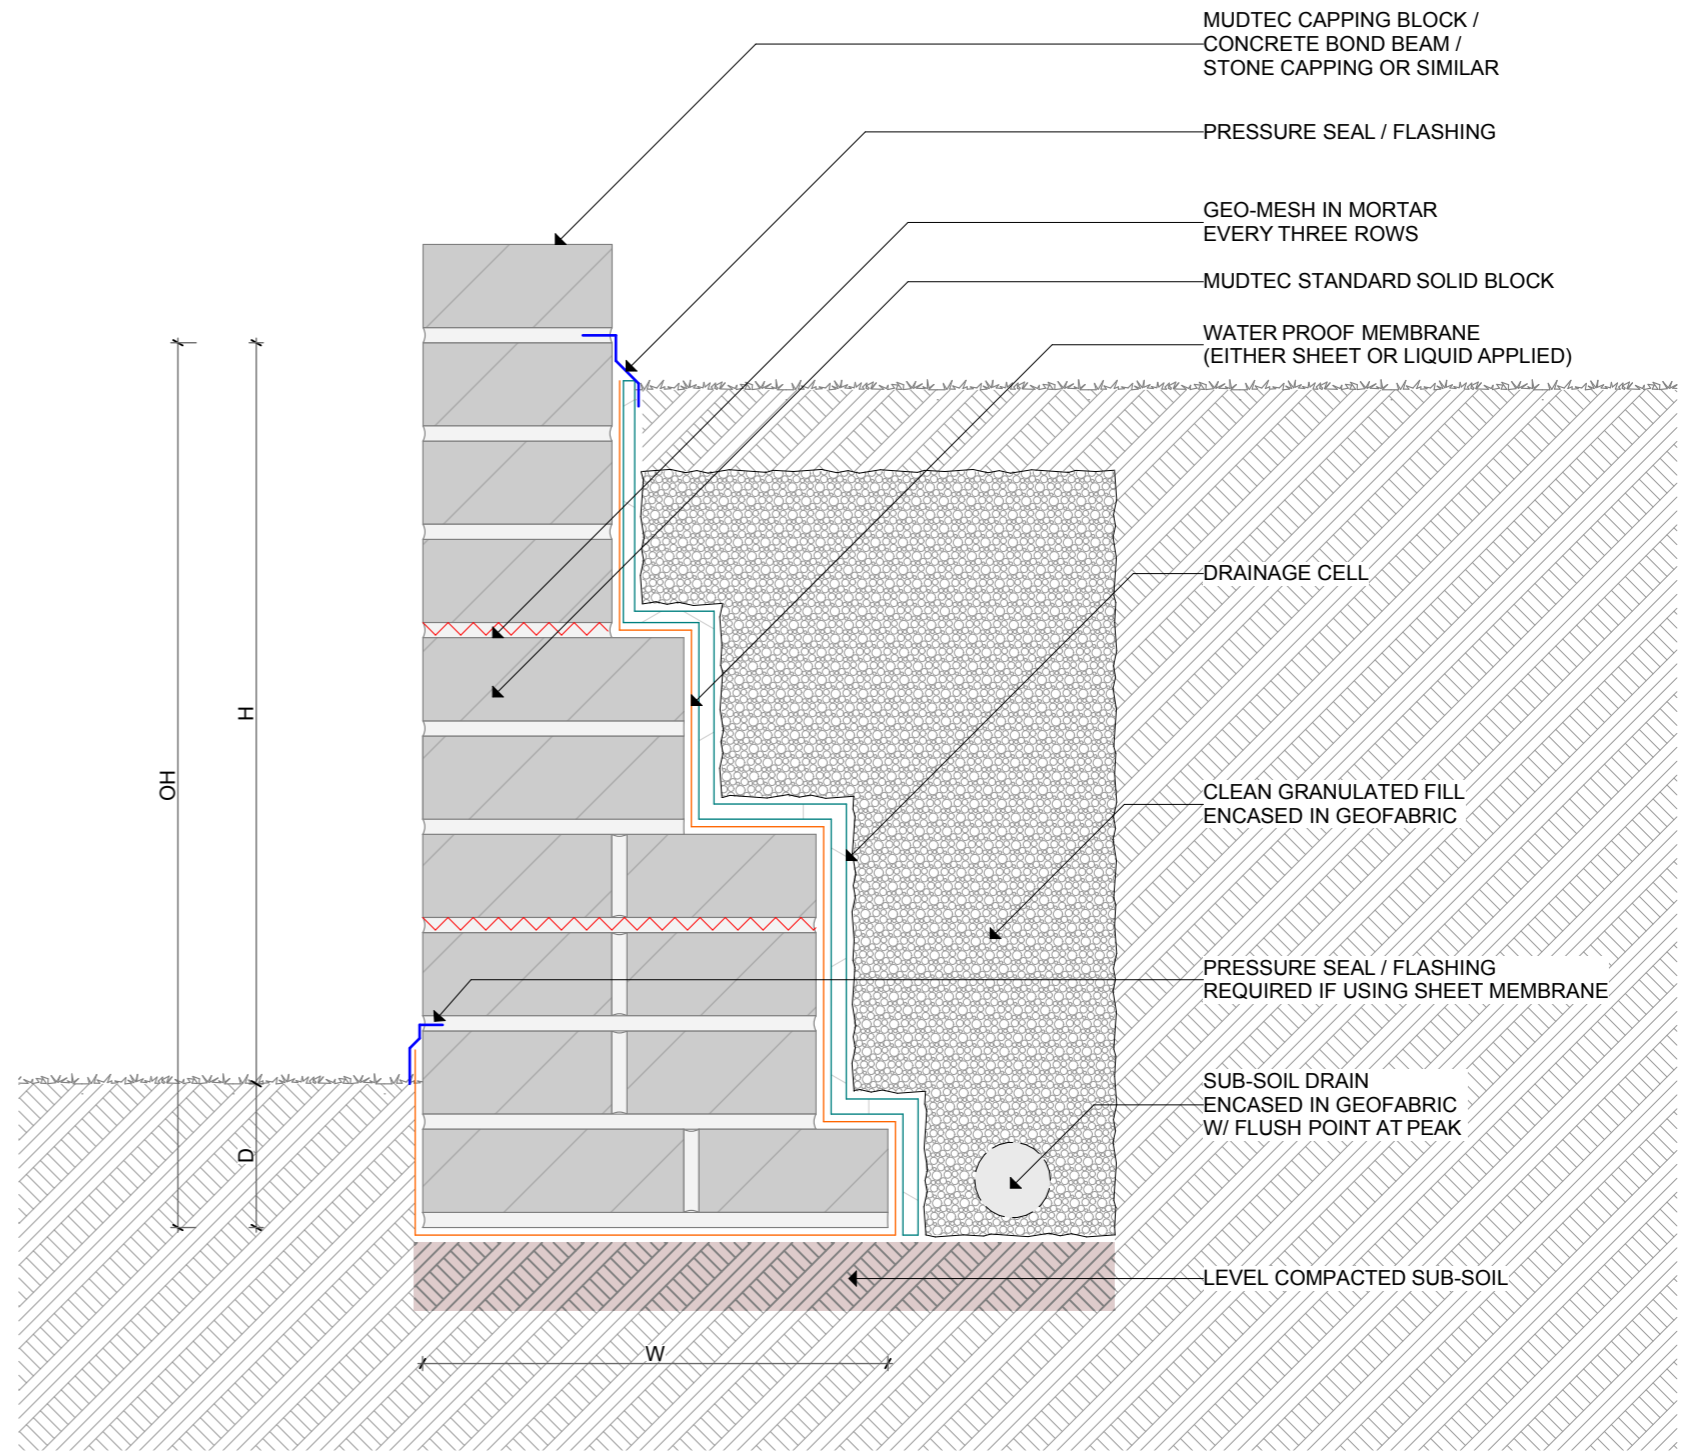 MUDTEC CAPPING BLOCK /
CONCRETE BOND BEAM /
STONE CAPPING OR SIMILAR
PRESSURE SEAL / FLASHING
GEO-MESH IN MORTAR
EVERY THREE ROWS
MUDTEC STANDARD SOLID BLOCK
WATER PROOF MEMBRANE
(EITHER SHEET OR LIQUID APPLIED)
DRAINAGE CELL
CLEAN GRANULATED FILL
ENCASED IN GEOFABRIC
PRESSURE SEAL / FLASHING
REQUIRED IF USING SHEET MEMBRANE
SUB-SOIL DRAIN
ENCASED IN GEOFABRIC
W/ FLUSH POINT AT PEAK
LEVEL COMPACTED SUB-SOIL
OH
H
D
W